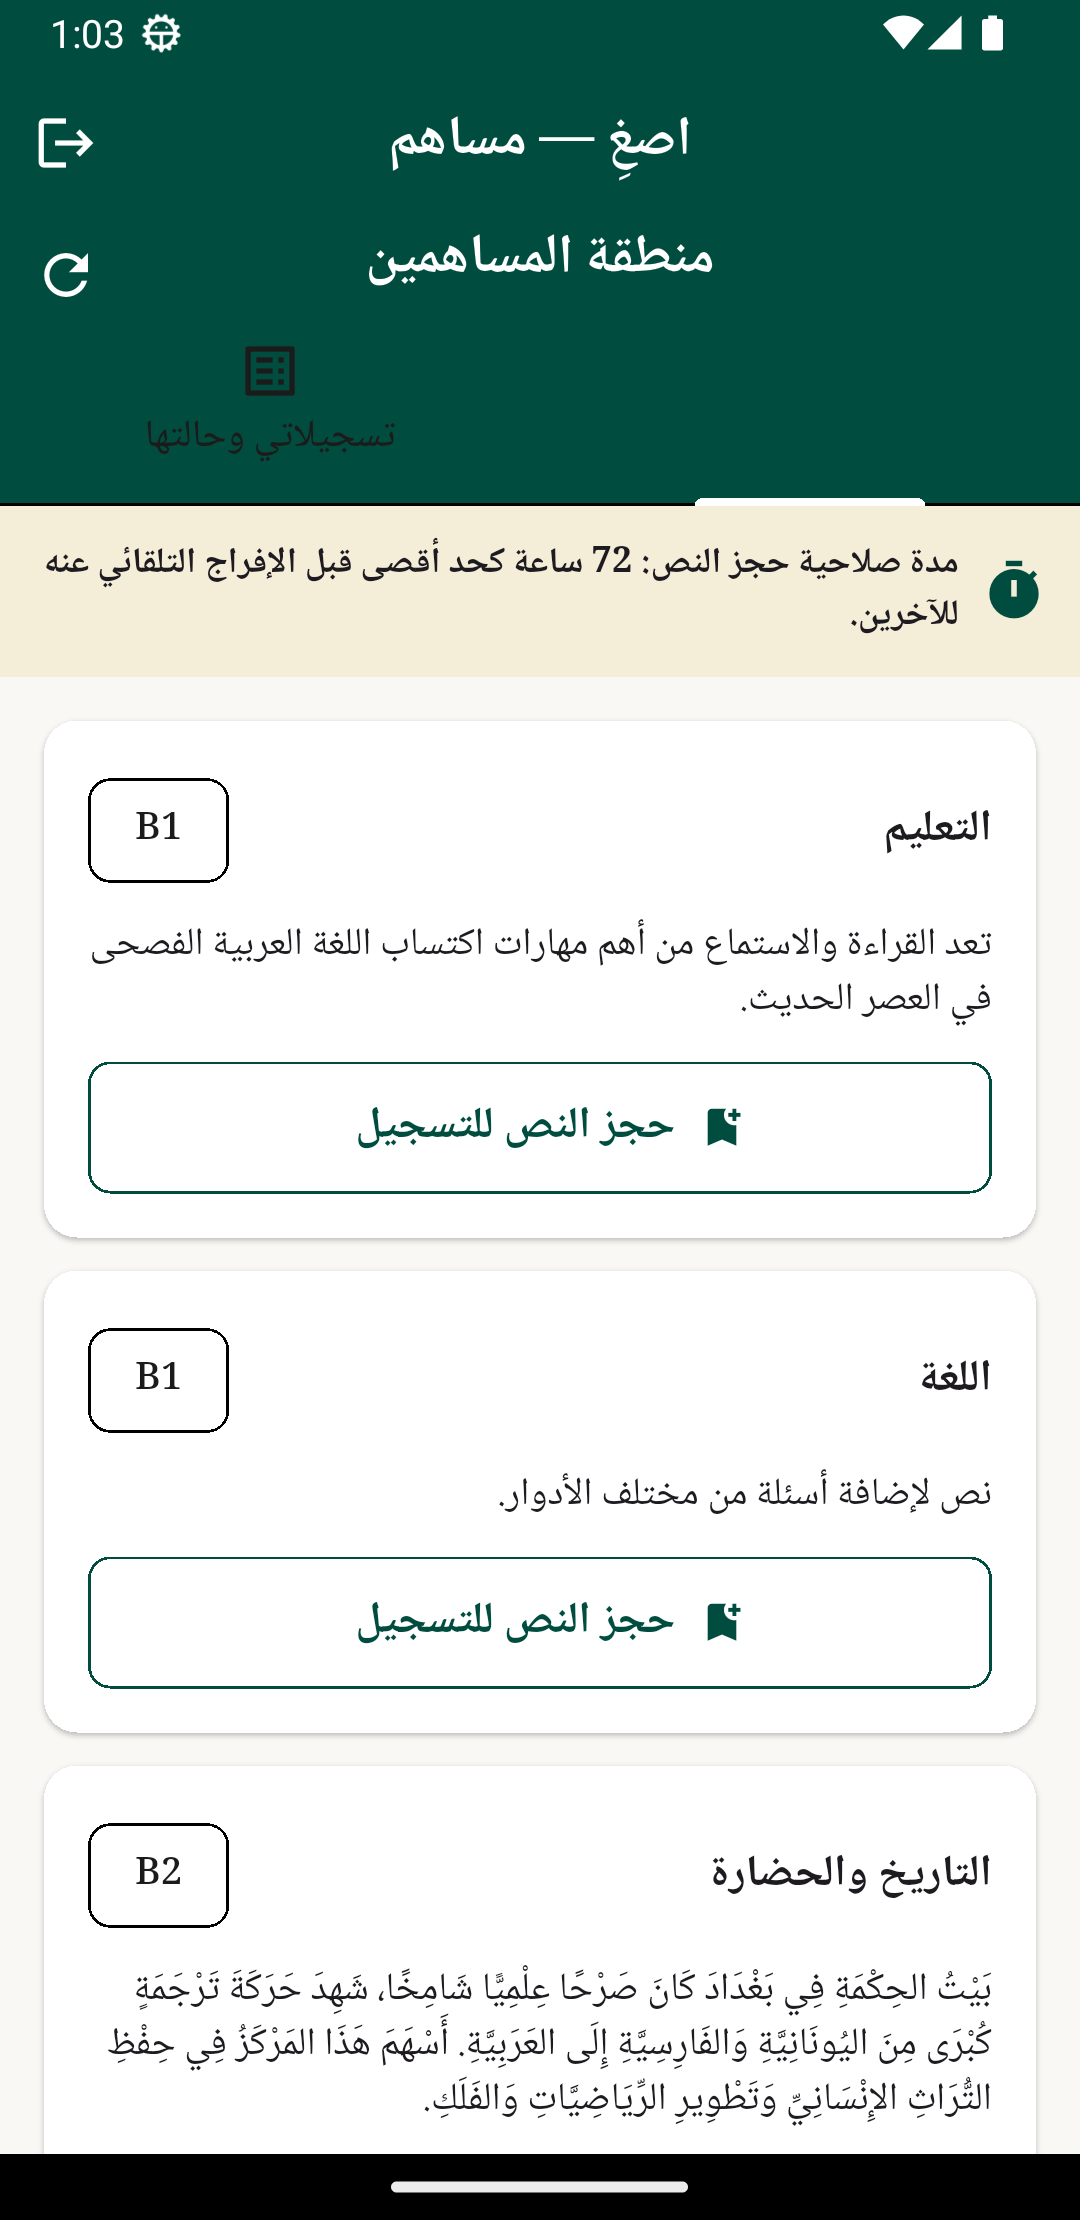 1:03
اصغِ — مساهم
منطقة المساهمين
تسجيلاتي وحالتها
مدة صلاحية حجز النص: 72 ساعة كحد أقصى قبل الإفراج التلقائي عنه
للآخرين.
التعليم
B1
تعد القراءة والاستماع من أهم مهارات اكتساب اللغة العربية الفصحى
في العصر الحديث.
حجز النص للتسجيل
اللغة
B1
نص لإضافة أسئلة من مختلف الأدوار.
حجز النص للتسجيل
التاريخ والحضارة
B2
بَيْتُ الحِكْمَةِ فِي بَغْدَادَ كَانَ صَرْحًا عِلْمِيًّا شَامِخًا، شَهِدَ حَرَكَةَ تَرْجَمَةٍ
كُبْرَى مِنَ اليُونَانِيَّةِ وَالفَارِسِيَّةِ إِلَى العَرَبِيَّةِ. أَسْهَمَ هَذَا المَرْكَزُ فِي حِفْظِ
التُّرَاثِ الإِنْسَانِيِّ وَتَطْوِيرِ الرِّيَاضِيَّاتِ وَالفَلَكِ.